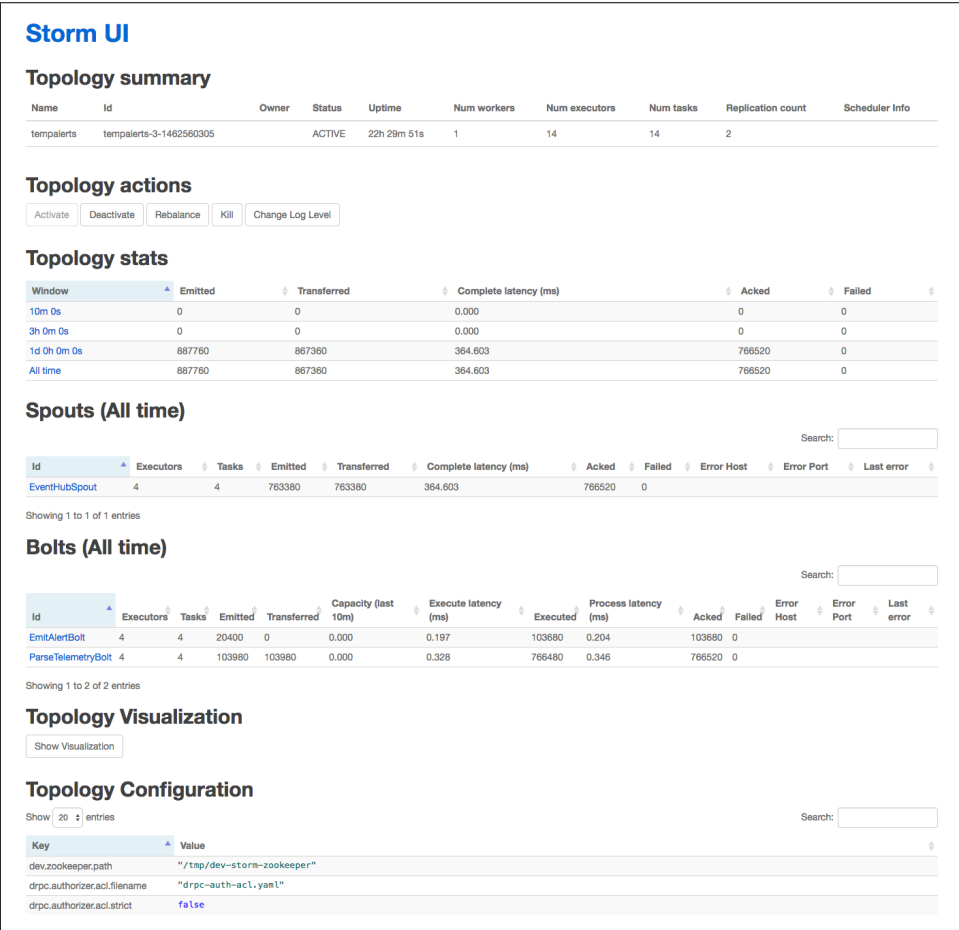 Storm UI
Topology summary
Name Id Owner Status Uptime Num workers Num executors Num tasks Replication count Scheduler Info
tempalerts tempalerts-3-1462560305 ACTIVE 22h 29m 51s 1 14 14 2
Topology actions
Activate Deactivate Rebalance Kill Change Log Level
Topology stats
Window Emitted Transferred Complete latency (ms) Acked Failed
10m 0s 0 0 0.000 0 0
3h 0m 0s 0 0 0.000 0 0
1d 0h 0m 0s 887760 867360 364.603 766520 0
All time 887760 867360 364.603 766520 0
Spouts (All time)
Search:
Id Executors Tasks Emitted Transferred Complete latency (ms) Acked Failed Error Host Error Port Last error
EventHubSpout 4 4 763380 763380 364.603 766520 0
Showing 1 to 1 of 1 entries
Bolts (All time)
Search:
Id Executors Tasks Emitted Transferred Capacity (last 10m) Execute latency (ms) Executed Process latency (ms) Acked Failed Error Host Error Port Last error
EmitAlertBolt 4 4 20400 0 0.000 0.197 103680 0.204 103680 0
ParseTelemetryBolt 4 4 103980 103980 0.000 0.328 766480 0.346 766520 0
Showing 1 to 2 of 2 entries
Topology Visualization
Show Visualization
Topology Configuration
Show 20 entries Search:
Key Value
dev.zookeeper.path "/tmp/dev-storm-zookeeper"
drpc.authorizer.acl.filename "drpc-auth-acl.yaml"
drpc.authorizer.acl.strict false